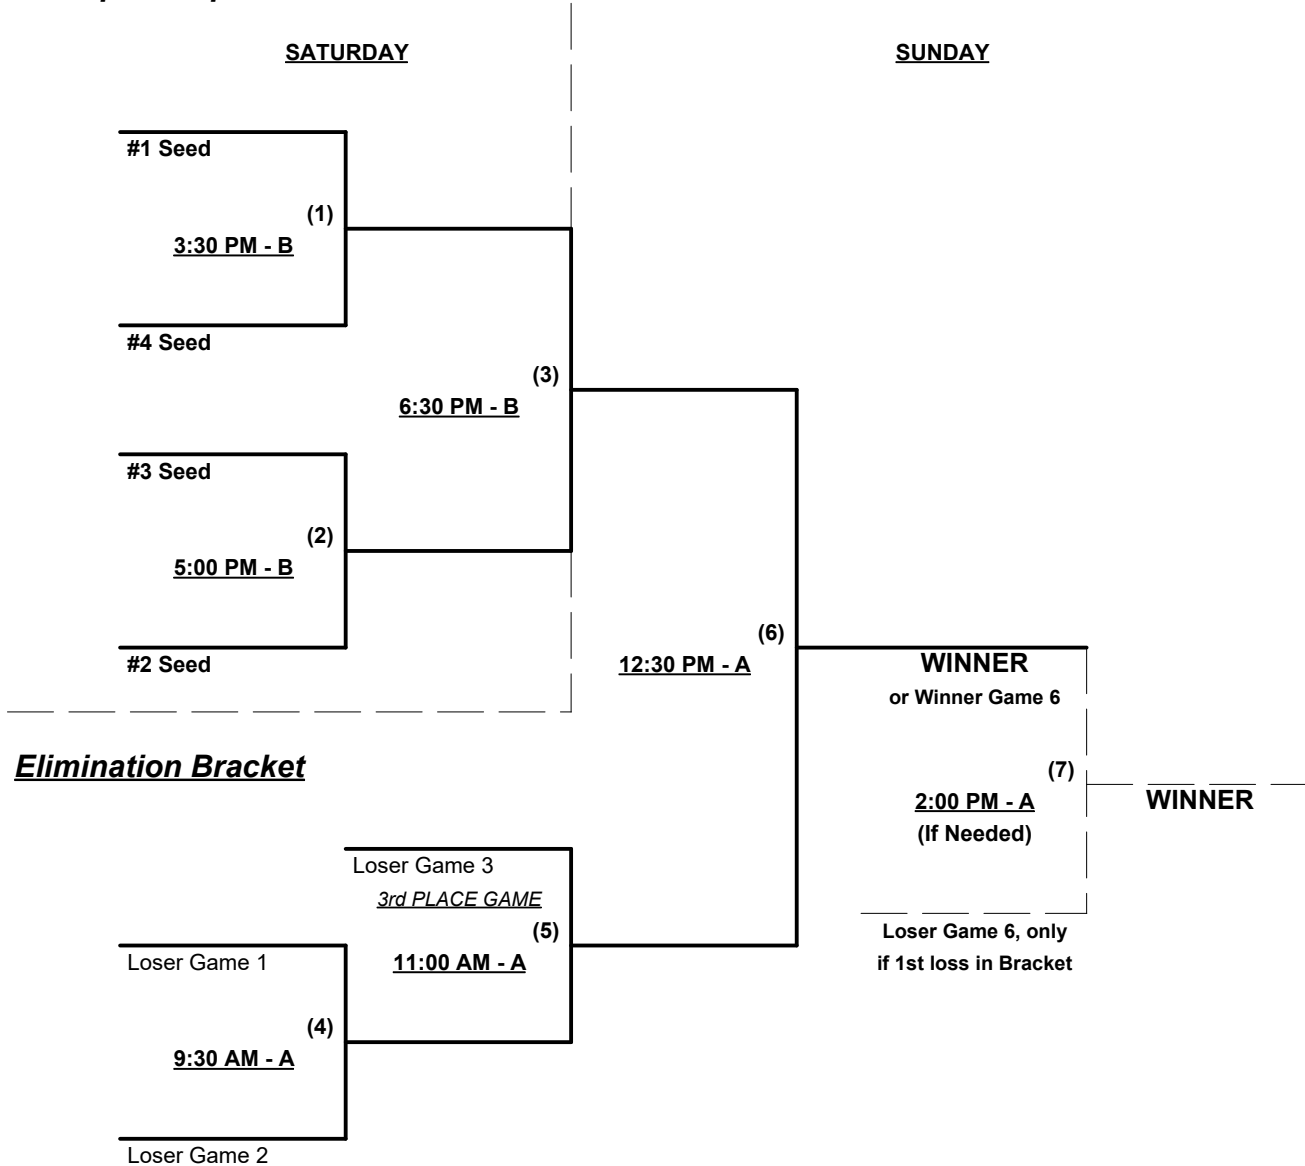 SATURDAY
SUNDAY
#1 Seed
(1)
3:30 PM - B
#4 Seed
(3)
6:30 PM - B
#3 Seed
(2)
5:00 PM - B
#2 Seed
(6)
12:30 PM - A
WINNER
or Winner Game 6
Elimination Bracket
(7)
2:00 PM - A
(If Needed)
WINNER
Loser Game 3
3rd PLACE GAME
(5)
11:00 AM - A
Loser Game 6, only
if 1st loss in Bracket
Loser Game 1
(4)
9:30 AM - A
Loser Game 2